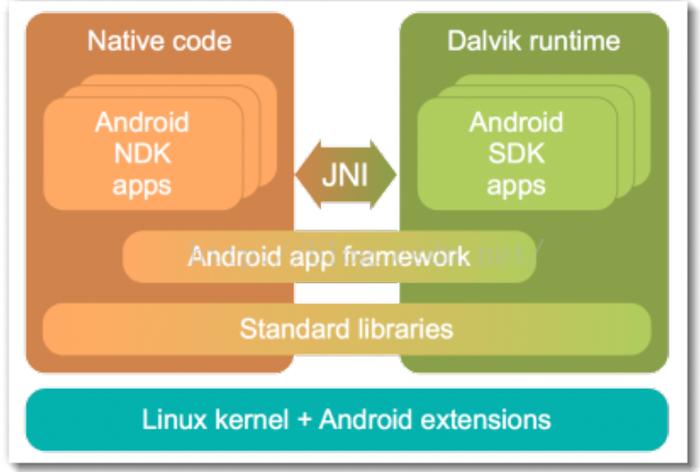 Native code
Dalvik runtime
Android
NDK
apps
JNI
Android
SDK
apps
Android app framework
Standard libraries
Linux kernel + Android extensions